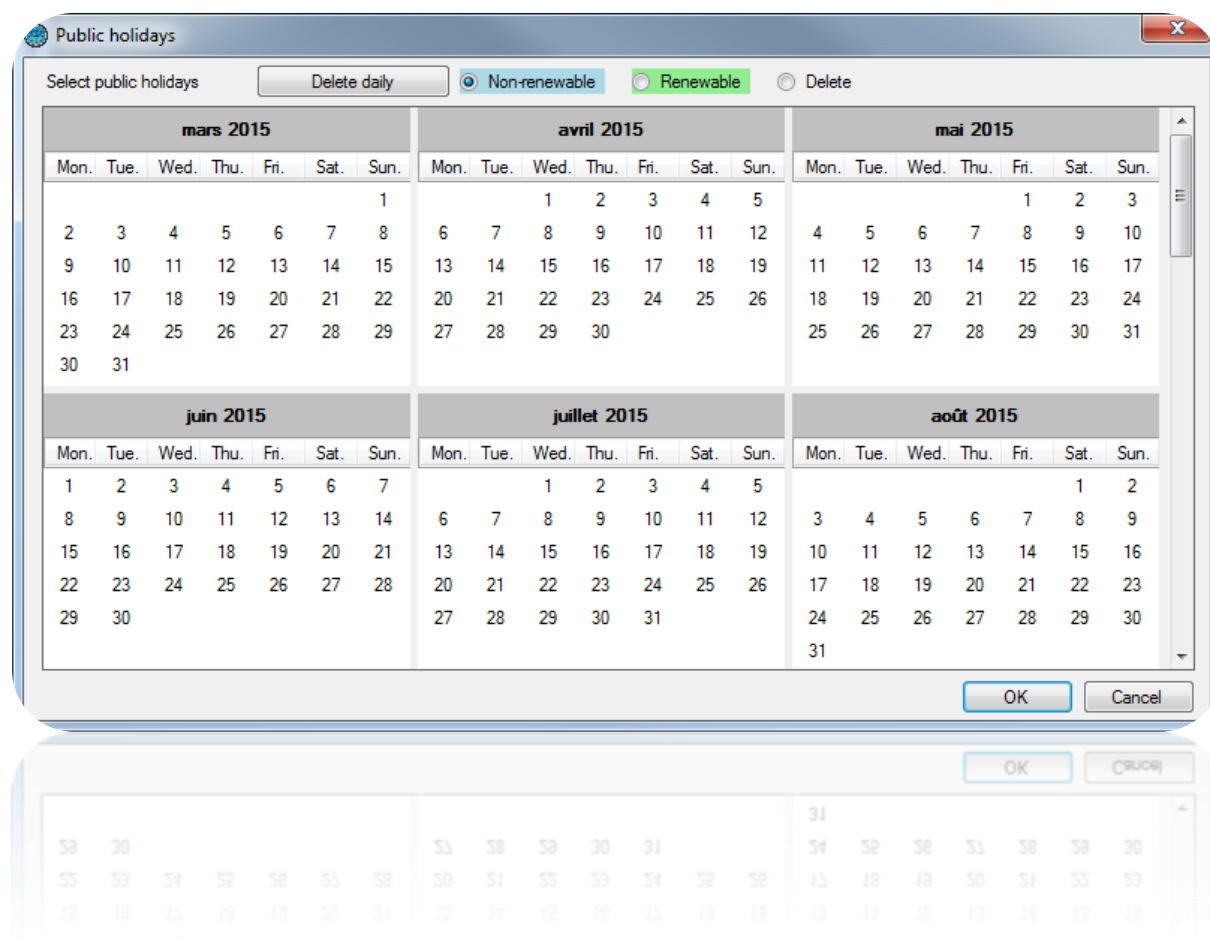 Public holidays
Select public holidays Delete daily Non-renewable Renewable Delete
mars 2015 avril 2015 mai 2015
Mon. Tue. Wed. Thu. Fri. Sat. Sun. Mon. Tue. Wed. Thu. Fri. Sat. Sun. Mon. Tue. Wed. Thu. Fri. Sat. Sun.
1 1 2 3 4 5 1 2 3
2 3 4 5 6 7 8 6 7 8 9 10 11 12 4 5 6 7 8 9 10
9 10 11 12 13 14 15 13 14 15 16 17 18 19 11 12 13 14 15 16 17
16 17 18 19 20 21 22 20 21 22 23 24 25 26 18 19 20 21 22 23 24
23 24 25 26 27 28 29 27 28 29 30 25 26 27 28 29 30 31
30 31
juin 2015 juillet 2015 août 2015
Mon. Tue. Wed. Thu. Fri. Sat. Sun. Mon. Tue. Wed. Thu. Fri. Sat. Sun. Mon. Tue. Wed. Thu. Fri. Sat. Sun.
1 2 3 4 5 6 7 1 2 3 4 5 1 2
8 9 10 11 12 13 14 6 7 8 9 10 11 12 3 4 5 6 7 8 9
15 16 17 18 19 20 21 13 14 15 16 17 18 19 10 11 12 13 14 15 16
22 23 24 25 26 27 28 20 21 22 23 24 25 26 17 18 19 20 21 22 23
29 30 27 28 29 30 31 24 25 26 27 28 29 30
31
OK Cancel